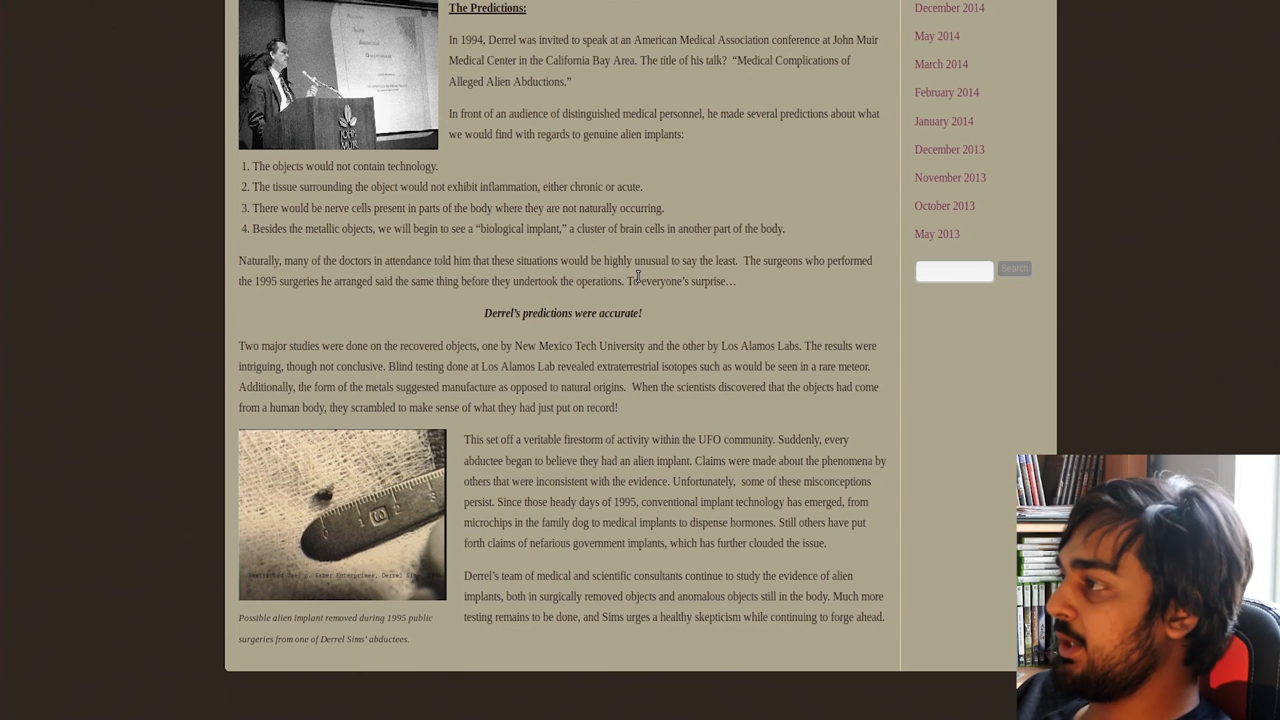 The Predictions:
In 1994, Derrel was invited to speak at an American Medical Association conference at John Muir
Medical Center in the California Bay Area. The title of his talk?  “Medical Complications of
Alleged Alien Abductions.”
In front of an audience of distinguished medical personnel, he made several predictions about what
we would find with regards to genuine alien implants:
JOHN
MUIR
1. The objects would not contain technology.
2. The tissue surrounding the object would not exhibit inflammation, either chronic or acute.
3. There would be nerve cells present in parts of the body where they are not naturally occurring.
4. Besides the metallic objects, we will begin to see a “biological implant,” a cluster of brain cells in another part of the body.
Naturally, many of the doctors in attendance told him that these situations would be highly unusual to say the least.  The surgeons who performed
the 1995 surgeries he arranged said the same thing before they undertook the operations. To everyone’s surprise…
Derrel’s predictions were accurate!
Two major studies were done on the recovered objects, one by New Mexico Tech University and the other by Los Alamos Labs. The results were
intriguing, though not conclusive. Blind testing done at Los Alamos Lab revealed extraterrestrial isotopes such as would be seen in a rare meteor.
Additionally, the form of the metals suggested manufacture as opposed to natural origins.  When the scientists discovered that the objects had come
from a human body, they scrambled to make sense of what they had just put on record!
This set off a veritable firestorm of activity within the UFO community. Suddenly, every
abductee began to believe they had an alien implant. Claims were made about the phenomena by
others that were inconsistent with the evidence. Unfortunately,  some of these misconceptions
persist. Since those heady days of 1995, conventional implant technology has emerged, from
microchips in the family dog to medical implants to dispense hormones. Still others have put
forth claims of nefarious government implants, which has further clouded the issue.
Derrel’s team of medical and scientific consultants continue to study the evidence of alien
implants, both in surgically removed objects and anomalous objects still in the body. Much more
testing remains to be done, and Sims urges a healthy skepticism while continuing to forge ahead.
Possible alien implant removed during 1995 public
surgeries from one of Derrel Sims’ abductees.
December 2014
May 2014
March 2014
February 2014
January 2014
December 2013
November 2013
October 2013
May 2013
Search